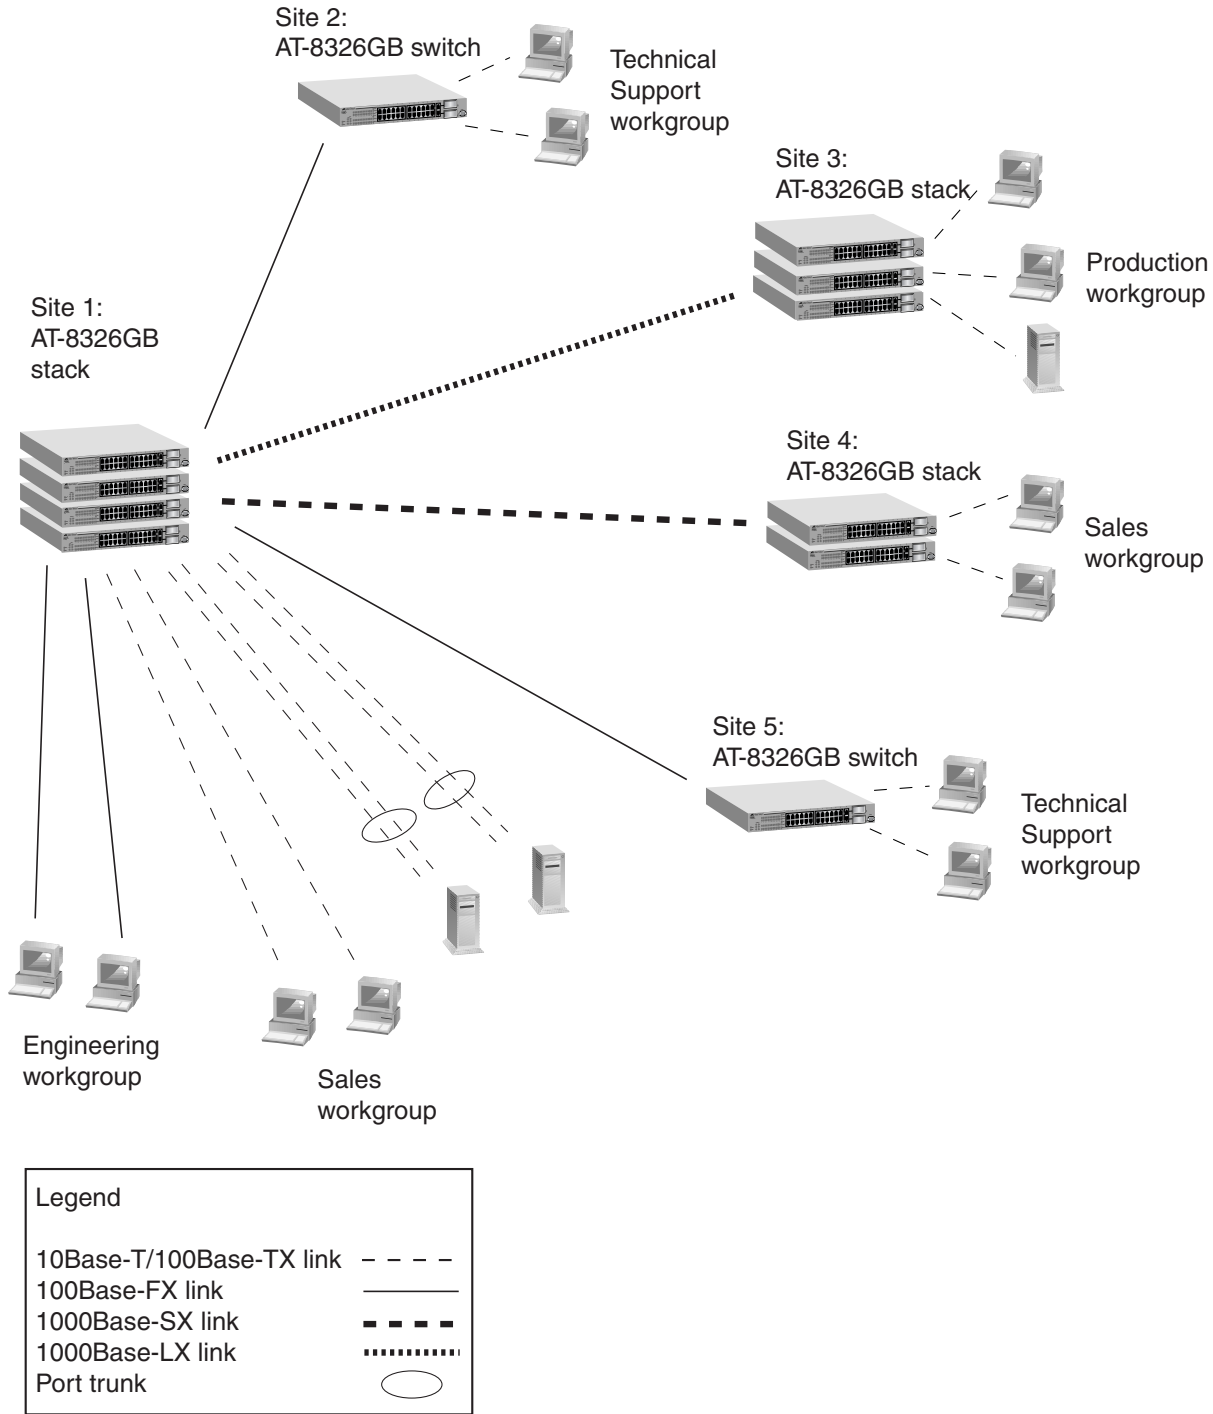 Site 2:
AT-8326GB switch
Technical
Support
workgroup
Site 3:
AT-8326GB stack
Production
workgroup
Site 1:
AT-8326GB
stack
Site 4:
AT-8326GB stack
Sales
workgroup
Site 5:
AT-8326GB switch
Technical
Support
workgroup
Engineering
workgroup
Sales
workgroup
Legend
10Base-T/100Base-TX link
100Base-FX link
1000Base-SX link
1000Base-LX link
Port trunk